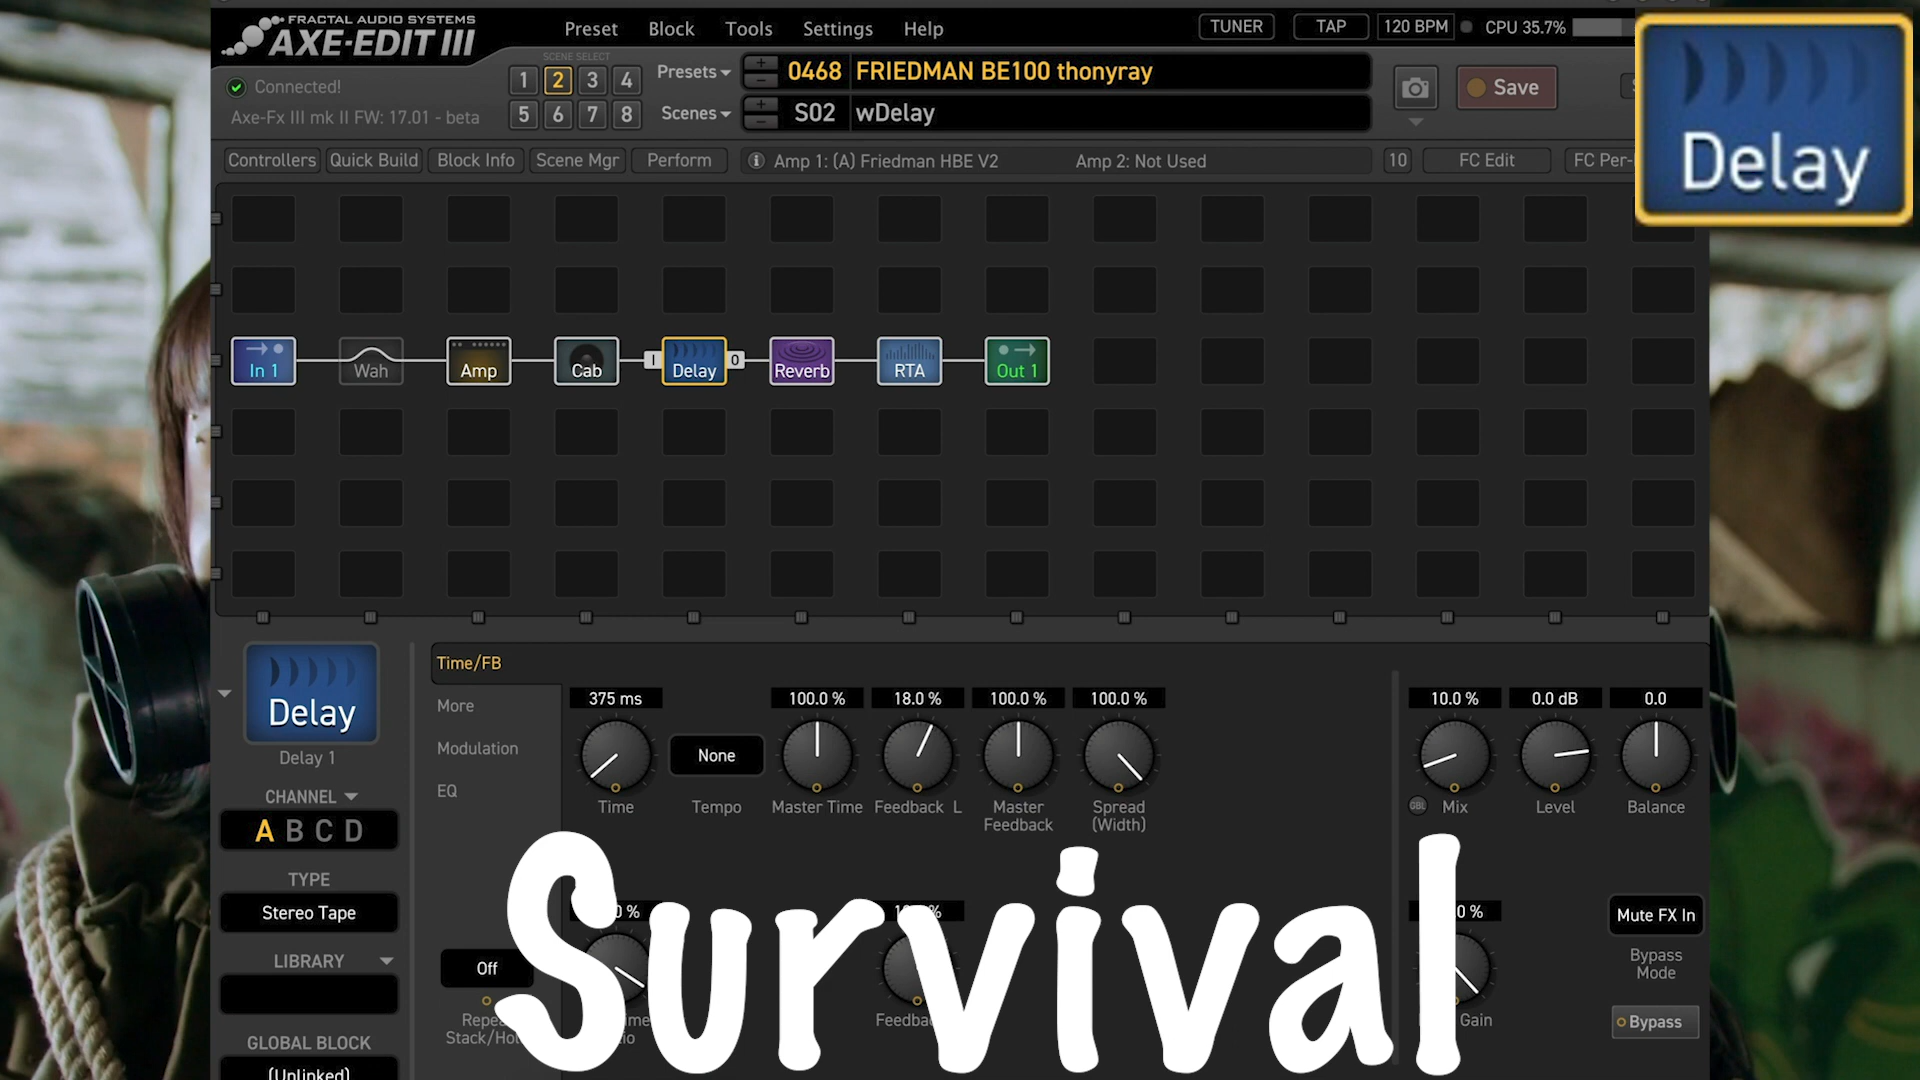 FRACTAL AUDIO SYSTEMS
AXE-EDIT III
Preset Block Tools Settings Help
TUNER TAP 120 BPM CPU 35.7%
Connected!
Axe-Fx III mk II FW: 17.01 - beta
SCENE SELECT
1 2 3 4
5 6 7 8
Presets 0468 FRIEDMAN BE100 thonyray
Scenes S02 wDelay
Save
Delay
Controllers Quick Build Block Info Scene Mgr Perform
Amp 1: (A) Friedman HBE V2 Amp 2: Not Used
10 FC Edit FC Per-
In 1 Wah Amp Cab I Delay O Reverb RTA Out 1
Delay
Delay 1
CHANNEL
A B C D
TYPE
Stereo Tape
LIBRARY
GLOBAL BLOCK
(Unlinked)
Time/FB
More
Modulation
EQ
375 ms 100.0 % 18.0 % 100.0 % 100.0 % 10.0 % 0.0 dB 0.0
None
Time Tempo Master Time Feedback L Master Feedback Spread (Width) GBL Mix Level Balance
Off
Mute FX In
Bypass Mode
Gain
Bypass
Survival